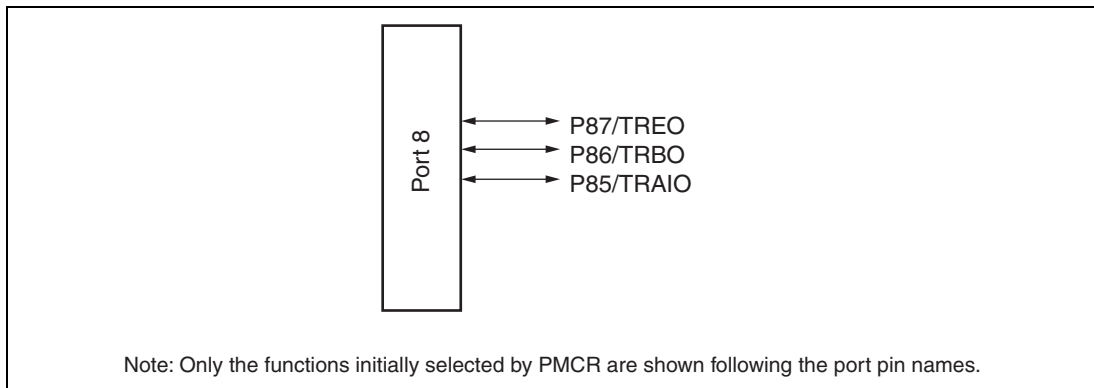 Port 8
P87/TREO
P86/TRBO
P85/TRAIO
Note: Only the functions initially selected by PMCR are shown following the port pin names.